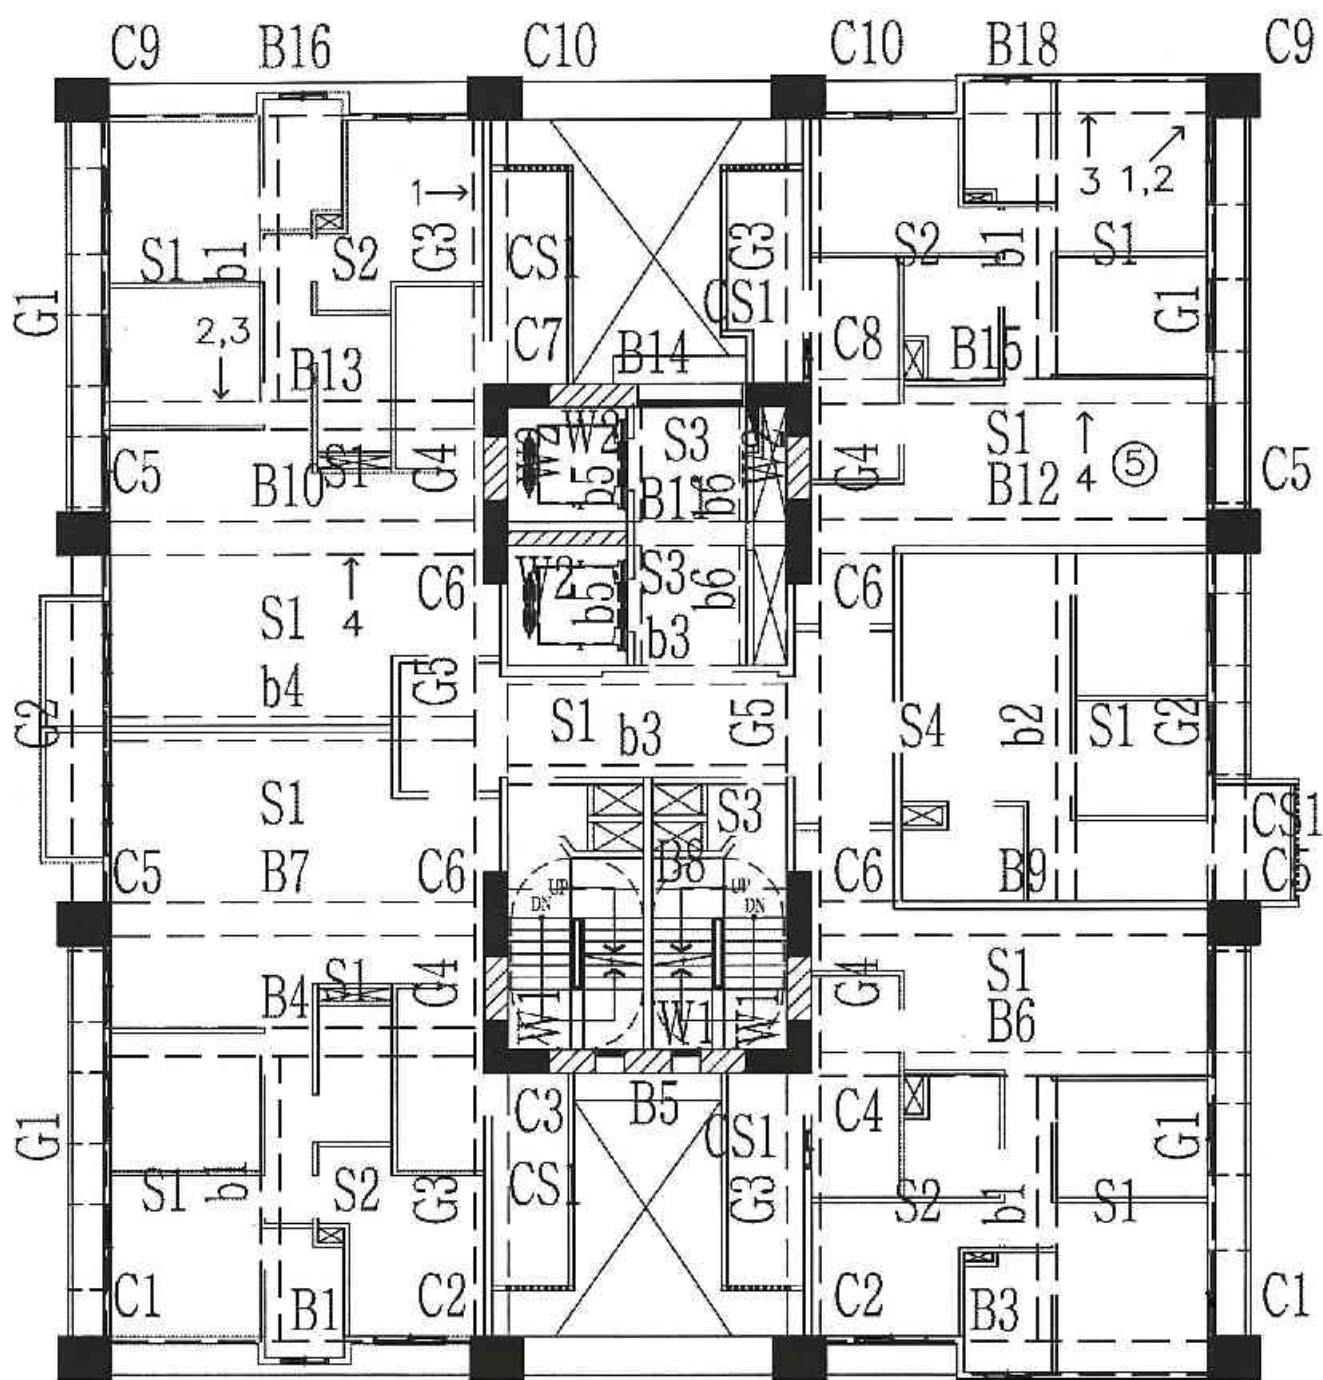 C9 B16 C10 C10 B18 C9
1 3 1,2
S1 b1 S2 G3 CS1 G3 S2 b1 S1
CS1
G1 G1
2,3 B13 C7 B14 C8 B15
W2 S3 S1
C5 S1 G4 W2 b5 G4 4 5 C5
B10 B11 b6 B12
C6 W2 S3 C6
S1 4 b5 b6
b3
b4 G5
G2 S1 b3 G5 S4 b2 S1 G2
S1 S3 CS1
C5 B7 C6 B8 C6 B9 C5
UP UP
DN DN
S1 G4 G4 S1
B4 W1 W1 W1 B6
C3 B5 C4
G1 CS1 G1
S1 b1 S2 G3 CS1 G3 S2 b1 S1
C1 B1 C2 C2 B3 C1